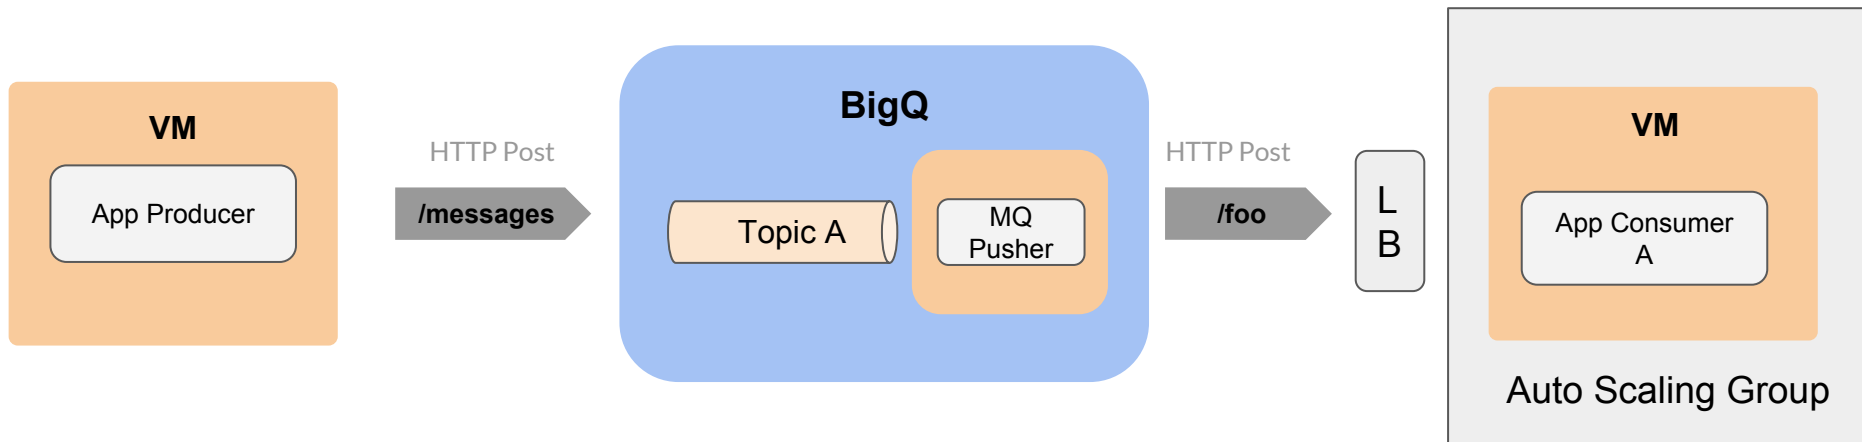 VM
App Producer
HTTP Post
/messages
BigQ
Topic A
MQ
Pusher
HTTP Post
/foo
L
B
VM
App Consumer
A
Auto Scaling Group